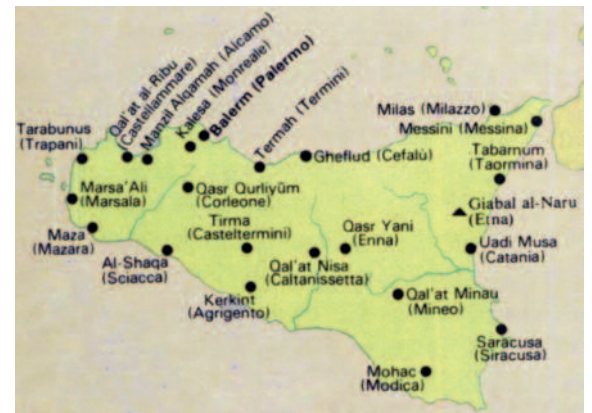 Qal'at al-Ribu
(Castellammare)
Manzil Alqamah (Alcamo)
Kalesa (Monreale)
Balerm (Palermo)
Termah (Termini)
Milas (Milazzo)
Messini (Messina)
Tarabunus
(Trapani)
Gheflud (Cefalù)
Tabarnum
(Taormina)
Marsa'Ali
(Marsala)
Qasr Qurliyūm
(Corleone)
Giabal al-Naru
(Etna)
Maza
(Mazara)
Tirma
(Casteltermini)
Qasr Yani
(Enna)
Uadi Musa
(Catania)
Al-Shaqa
(Sciacca)
Qal'at Nisa
(Caltanissetta)
Kerkint
(Agrigento)
Qal'at Minau
(Mineo)
Saracusa
(Siracusa)
Mohac
(Modica)